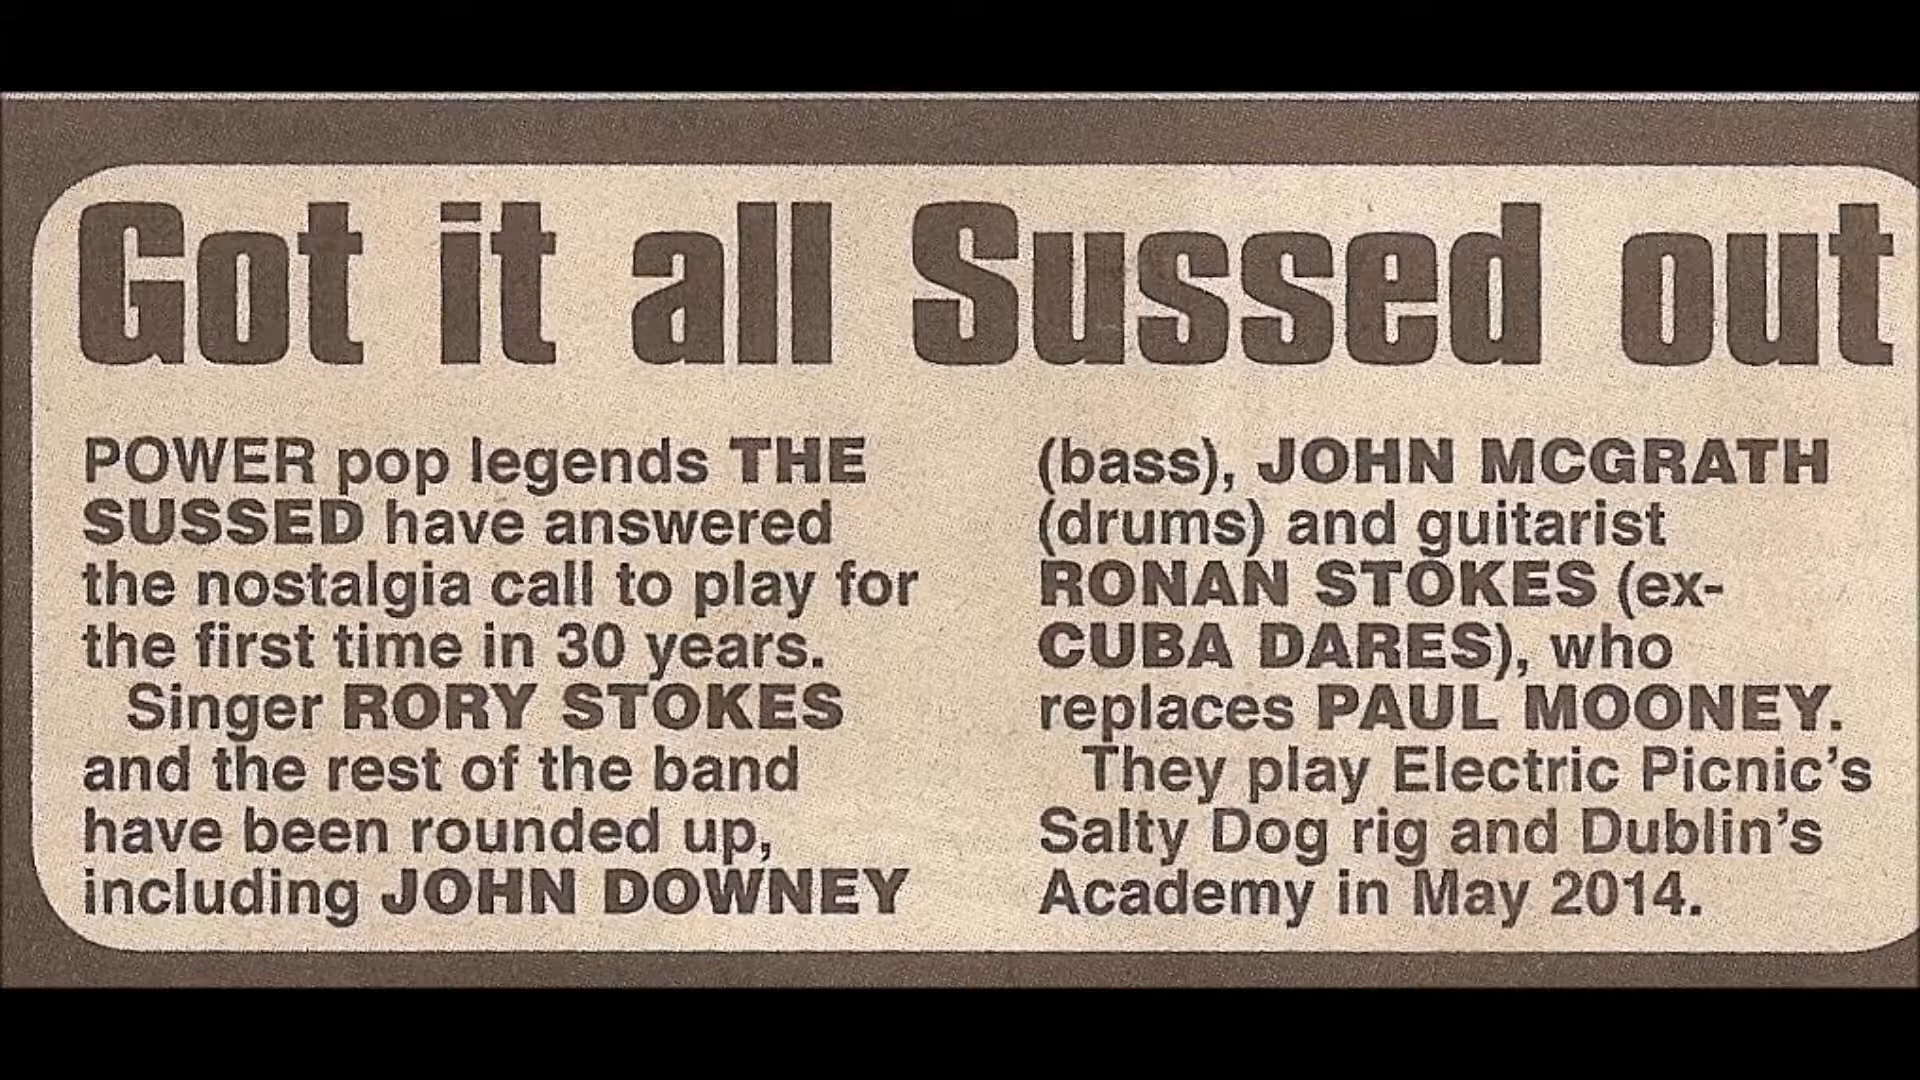 Got it all Sussed out
POWER pop legends THE
SUSSED have answered
the nostalgia call to play for
the first time in 30 years.
Singer RORY STOKES
and the rest of the band
have been rounded up,
including JOHN DOWNEY
(bass), JOHN MCGRATH
(drums) and guitarist
RONAN STOKES (ex-
CUBA DARES), who
replaces PAUL MOONEY.
They play Electric Picnic’s
Salty Dog rig and Dublin’s
Academy in May 2014.